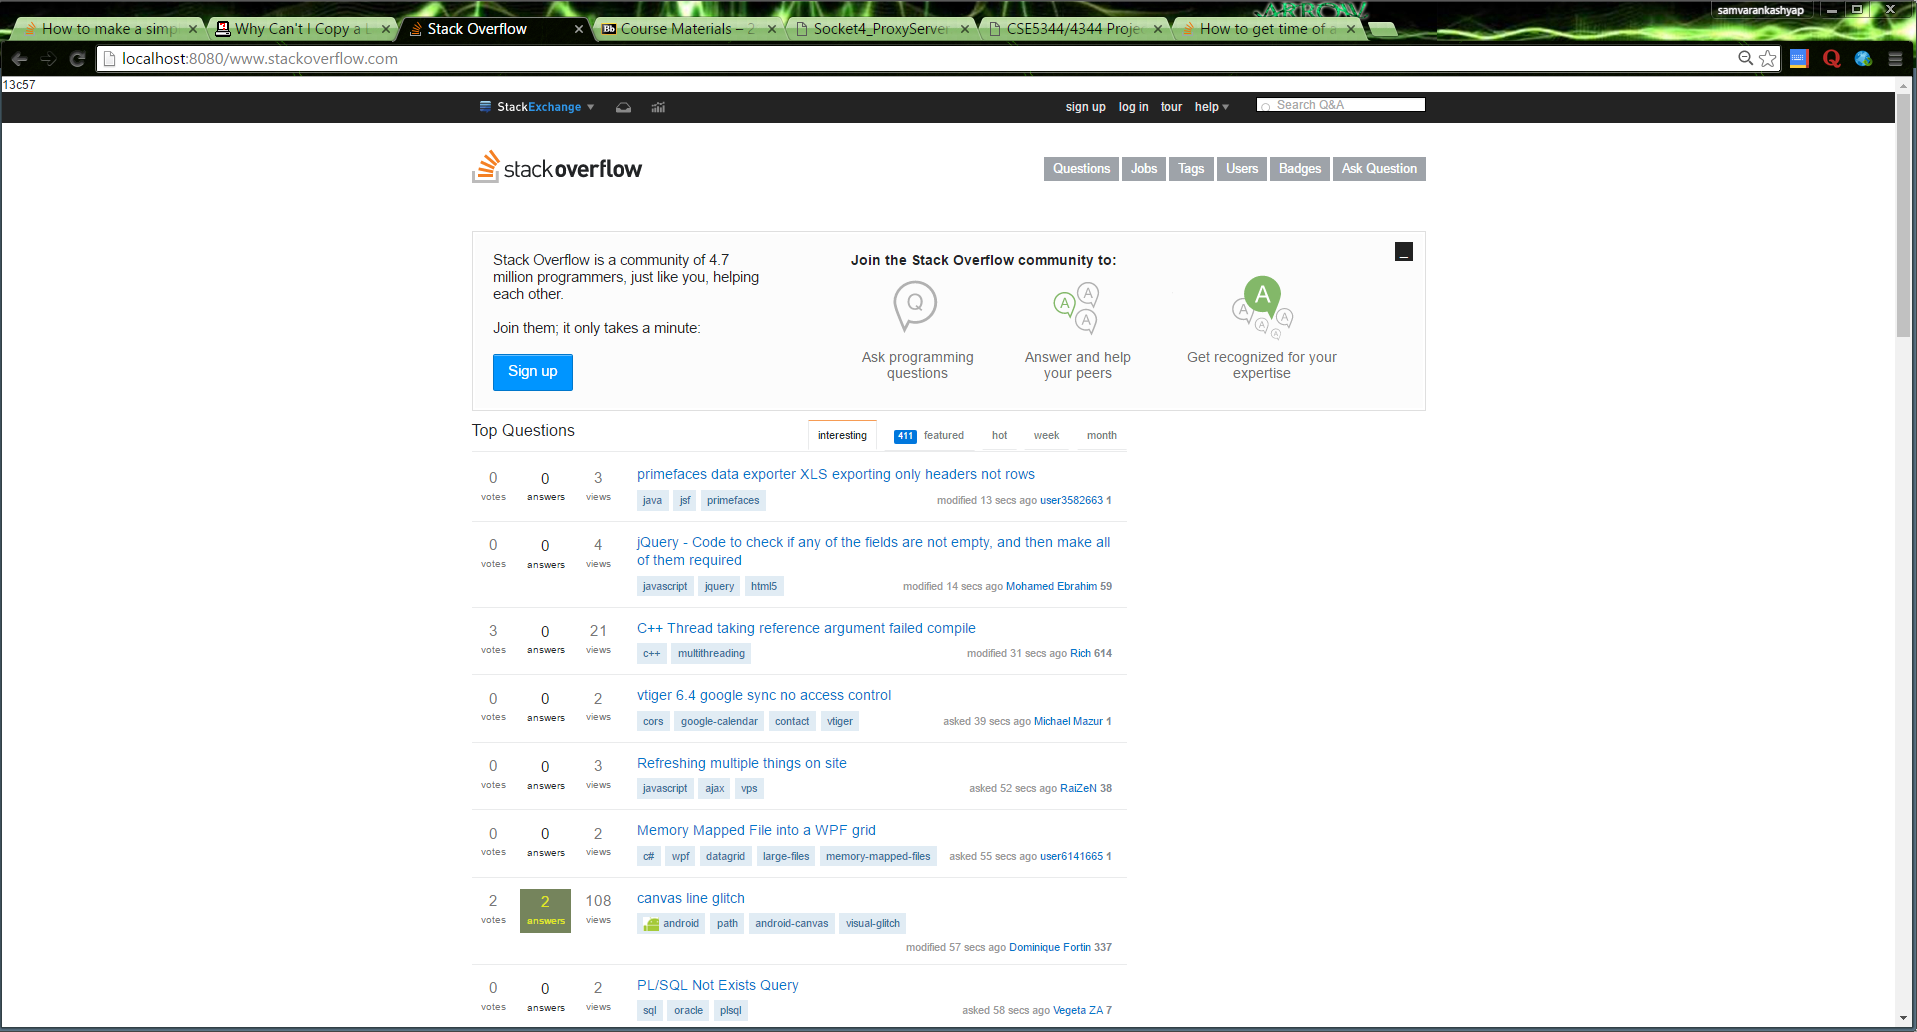 samvarankashyap
How to make a simp
Why Can't I Copy a L
Stack Overflow
Bb Course Materials – 2
Socket4_ProxyServer
CSE5344/4344 Proje
How to get time of a
localhost:8080/www.stackoverflow.com
13c57
StackExchange
sign up log in tour help Search Q&A
stackoverflow
Questions Jobs Tags Users Badges Ask Question
Stack Overflow is a community of 4.7
million programmers, just like you, helping
each other.
Join them; it only takes a minute:
Sign up
Join the Stack Overflow community to:
_
Q
Ask programming
questions
A A A
Answer and help
your peers
A A A A A
Get recognized for your
expertise
Top Questions
interesting 411 featured hot week month
0 0 3 primefaces data exporter XLS exporting only headers not rows
votes answers views java jsf primefaces modified 13 secs ago user3582663 1
0 0 4 jQuery - Code to check if any of the fields are not empty, and then make all
votes answers views of them required
javascript jquery html5 modified 14 secs ago Mohamed Ebrahim 59
3 0 21 C++ Thread taking reference argument failed compile
votes answers views c++ multithreading modified 31 secs ago Rich 614
0 0 2 vtiger 6.4 google sync no access control
votes answers views cors google-calendar contact vtiger asked 39 secs ago Michael Mazur 1
0 0 3 Refreshing multiple things on site
votes answers views javascript ajax vps asked 52 secs ago RaiZeN 38
0 0 2 Memory Mapped File into a WPF grid
votes answers views c# wpf datagrid large-files memory-mapped-files asked 55 secs ago user6141665 1
2 2 108 canvas line glitch
votes answers views android path android-canvas visual-glitch
modified 57 secs ago Dominique Fortin 337
0 0 2 PL/SQL Not Exists Query
votes answers views sql oracle plsql asked 58 secs ago Vegeta ZA 7